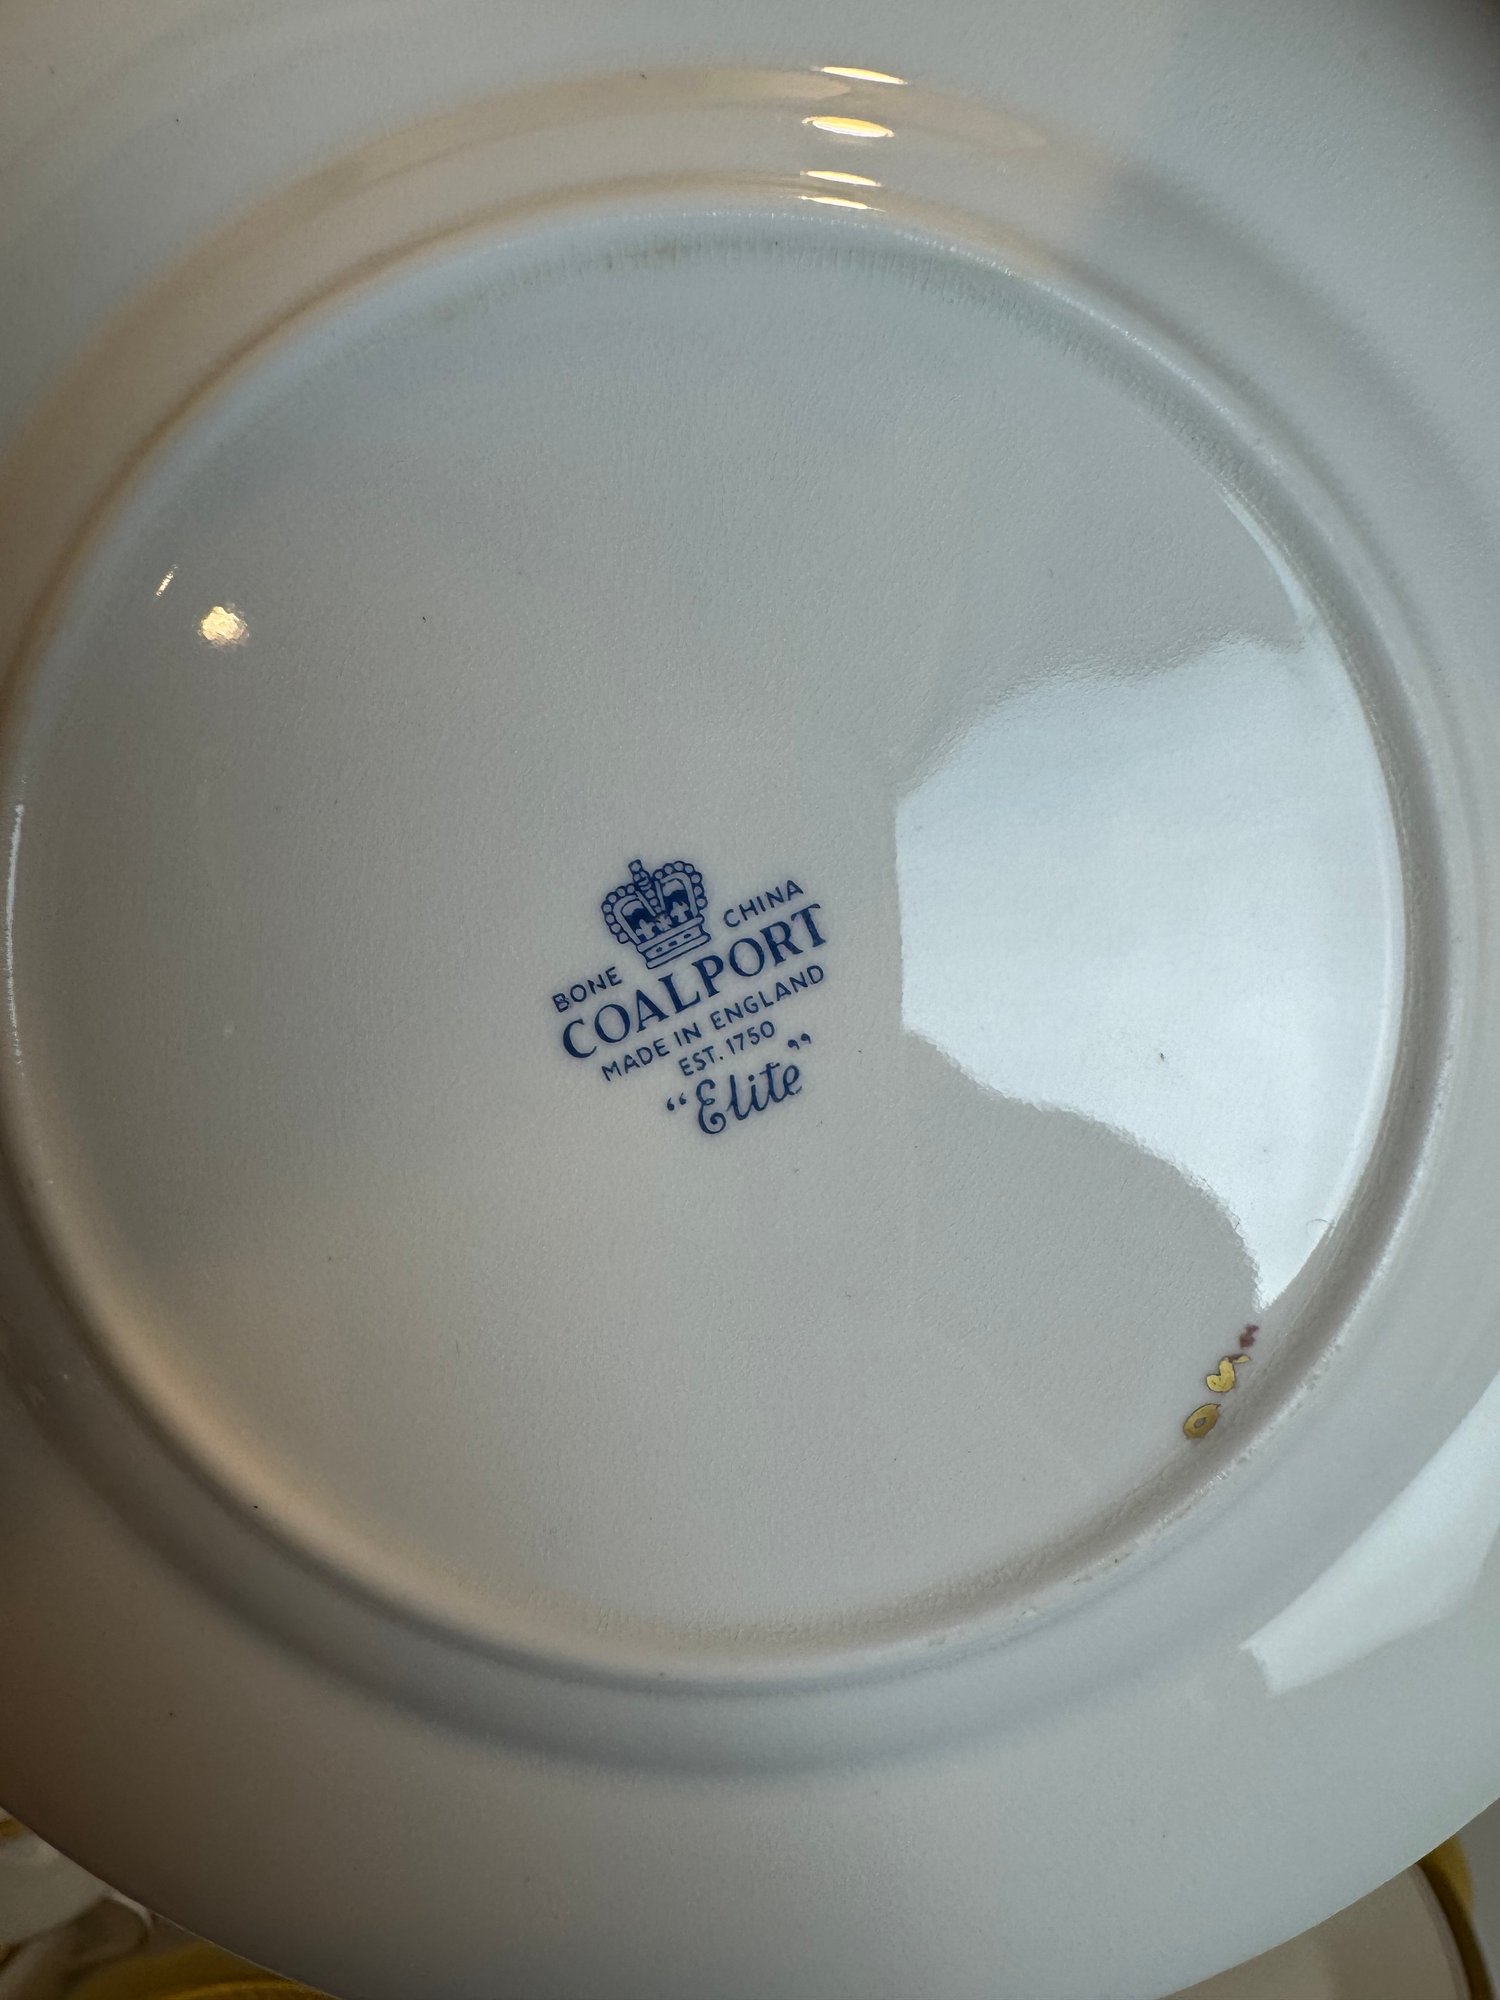 BONE CHINA
COALPORT
MADE IN ENGLAND
EST. 1750
“Elite”